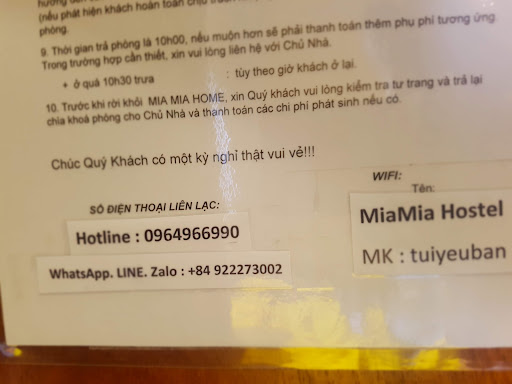 (nếu phát hiện khách hoàn toàn chịu
phòng.
9. Thời gian trả phòng là 10h00, nếu muộn hơn sẽ phải thanh toán thêm phụ phí tương ứng.
Trong trường hợp cần thiết, xin vui lòng liên hệ với Chủ Nhà.
+ ở quá 10h30 trưa : tùy theo giờ khách ở lại.
10. Trước khi rời khỏi MIA MIA HOME, xin Quý khách vui lòng kiểm tra tư trang và trả lại
chìa khoá phòng cho Chủ Nhà và thanh toán các chi phí phát sinh nếu có.
Chúc Quý Khách có một kỳ nghỉ thật vui vẻ!!!
SỐ ĐIỆN THOẠI LIÊN LẠC:
Hotline : 0964966990
WhatsApp. LINE. Zalo : +84 922273002
WIFI:
Tên:
MiaMia Hostel
MK : tuiyeuban